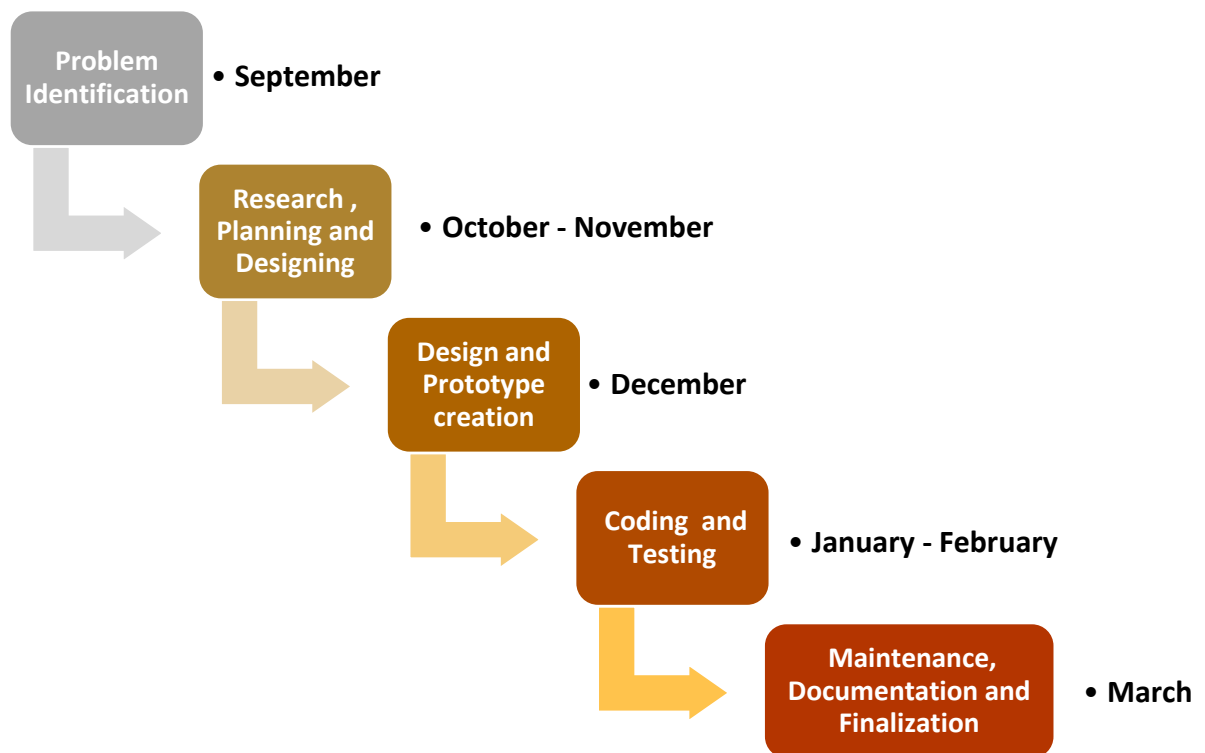 Problem
Identification
• September
Research ,
Planning and
Designing
• October - November
Design and
Prototype
creation
• December
Coding  and
Testing
• January - February
Maintenance,
Documentation and
Finalization
• March